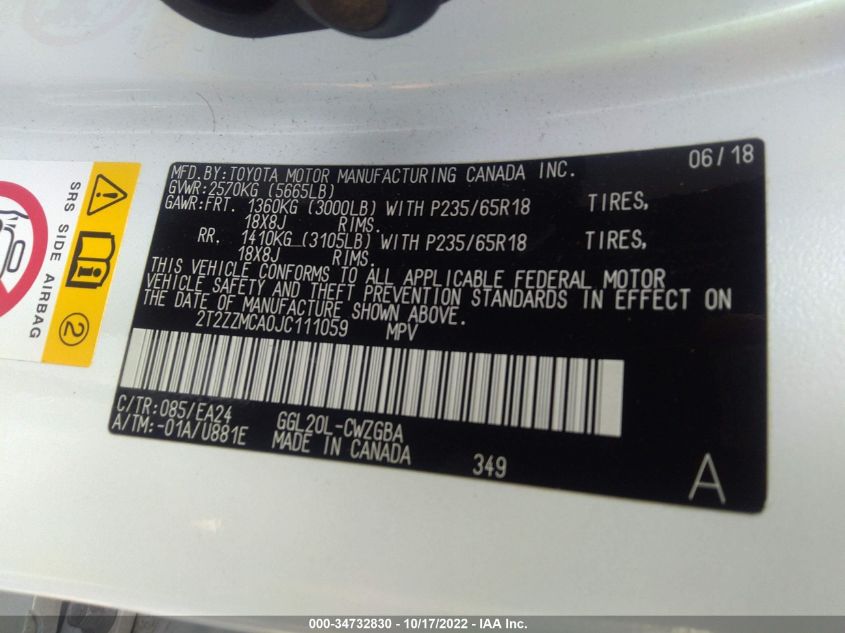 MFD.BY:TOYOTA MOTOR MANUFACTURING CANADA INC. 06/18
GVWR:2570KG (5665LB)
GAWR:FRT. 1360KG (3000LB) WITH P235/65R18 TIRES,
18X8J RIMS.
RR. 1410KG (3105LB) WITH P235/65R18 TIRES,
18X8J RIMS.
THIS VEHICLE CONFORMS TO ALL APPLICABLE FEDERAL MOTOR
VEHICLE SAFETY AND THEFT PREVENTION STANDARDS IN EFFECT ON
THE DATE OF MANUFACTURE SHOWN ABOVE.
2T2ZZMCA0JC111059 MPV
C/TR:085/EA24 GGL20L-CWZGBA
A/TM:-01A/U881E MADE IN CANADA 349
A
SRS SIDE AIRBAG
2
000-34732830 - 10/17/2022 - IAA Inc.